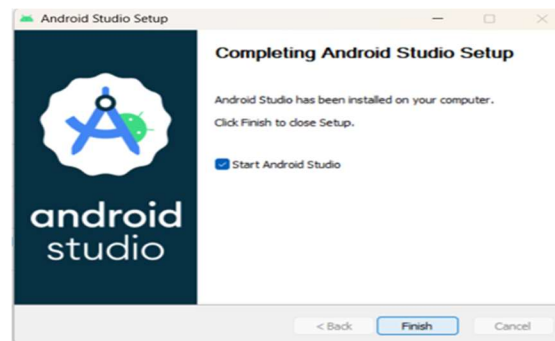 Android Studio Setup
Completing Android Studio Setup
Android Studio has been installed on your computer.
Click Finish to close Setup.
Start Android Studio
android
studio
< Back
Finish
Cancel